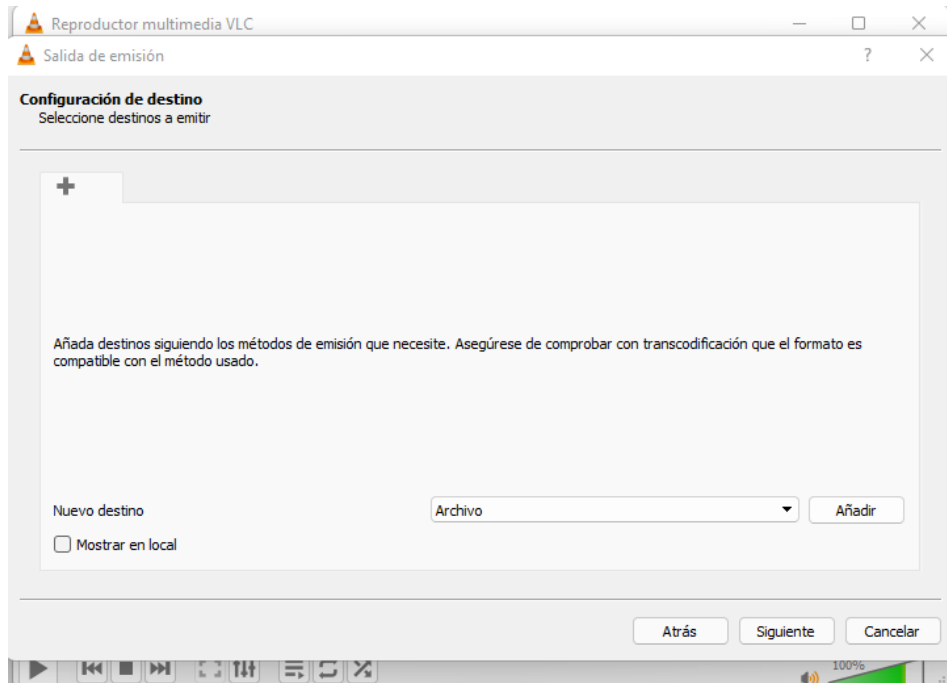 Reproductor multimedia VLC
Salida de emisión
?
Configuración de destino
Seleccione destinos a emitir
Añada destinos siguiendo los métodos de emisión que necesite. Asegúrese de comprobar con transcodificación que el formato es
compatible con el método usado.
Nuevo destino Archivo Añadir
Mostrar en local
Atrás Siguiente Cancelar
100%